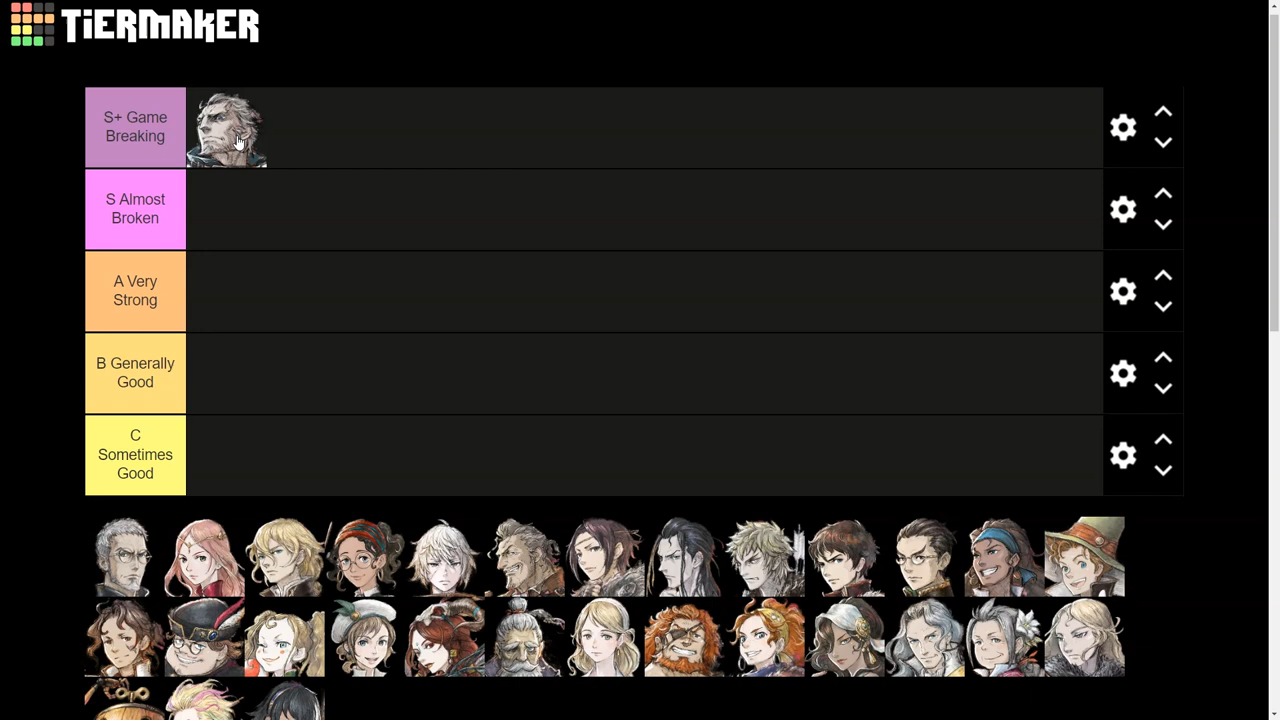 TiERMAKER
S+ Game
Breaking
S Almost
Broken
A Very
Strong
B Generally
Good
C
Sometimes
Good